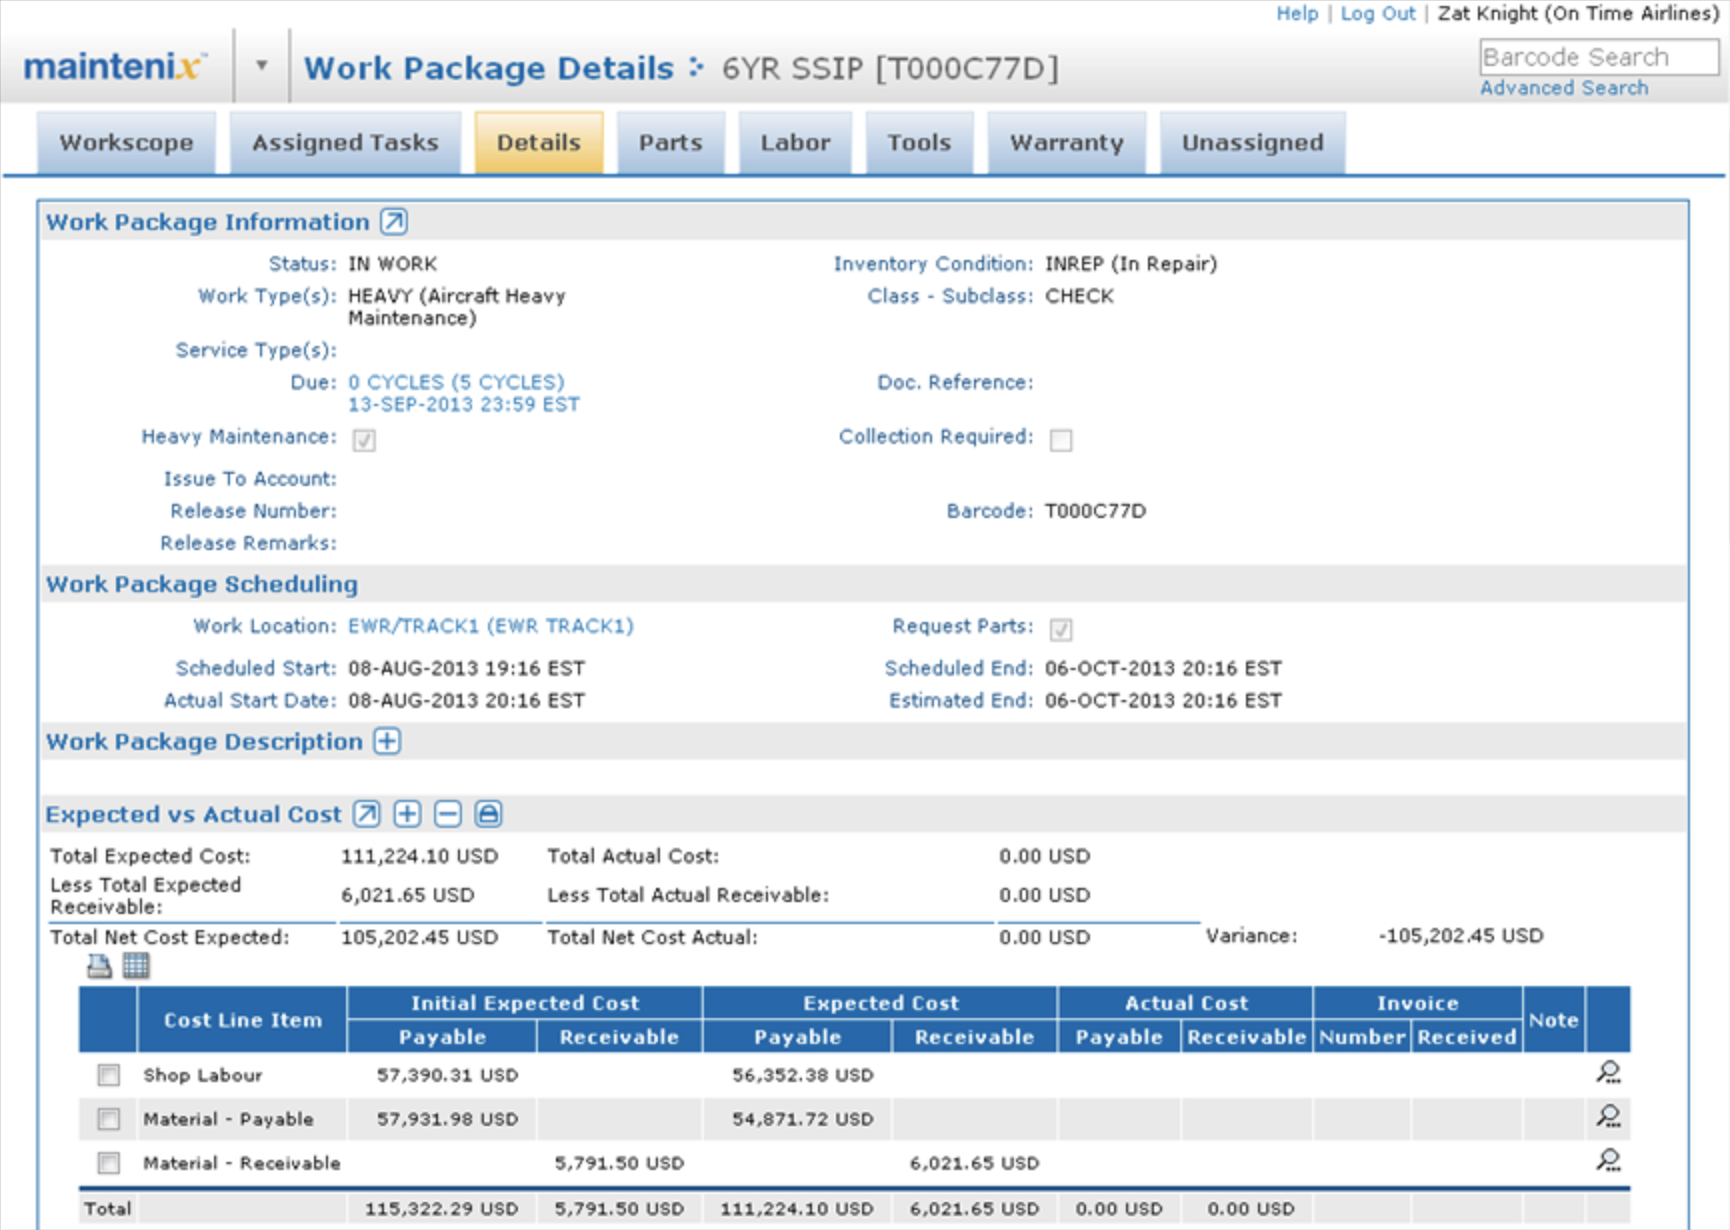 Help | Log Out | Zat Knight (On Time Airlines)
maintenix™ Work Package Details 6YR SSIP [T000C77D] Barcode Search
Advanced Search
Workscope Assigned Tasks Details Parts Labor Tools Warranty Unassigned
Work Package Information
Status: IN WORK Inventory Condition: INREP (In Repair)
Work Type(s): HEAVY (Aircraft Heavy Class - Subclass: CHECK
Maintenance)
Service Type(s):
Due: 0 CYCLES (5 CYCLES) Doc. Reference:
13-SEP-2013 23:59 EST
Heavy Maintenance: Collection Required:
Issue To Account:
Release Number: Barcode: T000C77D
Release Remarks:
Work Package Scheduling
Work Location: EWR/TRACK1 (EWR TRACK1) Request Parts:
Scheduled Start: 08-AUG-2013 19:16 EST Scheduled End: 06-OCT-2013 20:16 EST
Actual Start Date: 08-AUG-2013 20:16 EST Estimated End: 06-OCT-2013 20:16 EST
Work Package Description
Expected vs Actual Cost
Total Expected Cost: 111,224.10 USD Total Actual Cost: 0.00 USD
Less Total Expected
Receivable: 6,021.65 USD Less Total Actual Receivable: 0.00 USD
Total Net Cost Expected: 105,202.45 USD Total Net Cost Actual: 0.00 USD Variance: -105,202.45 USD
Cost Line Item Initial Expected Cost Expected Cost Actual Cost Invoice Note
Payable Receivable Payable Receivable Payable Receivable Number Received
Shop Labour 57,390.31 USD 56,352.38 USD
Material - Payable 57,931.98 USD 54,871.72 USD
Material - Receivable 5,791.50 USD 6,021.65 USD
Total 115,322.29 USD 5,791.50 USD 111,224.10 USD 6,021.65 USD 0.00 USD 0.00 USD